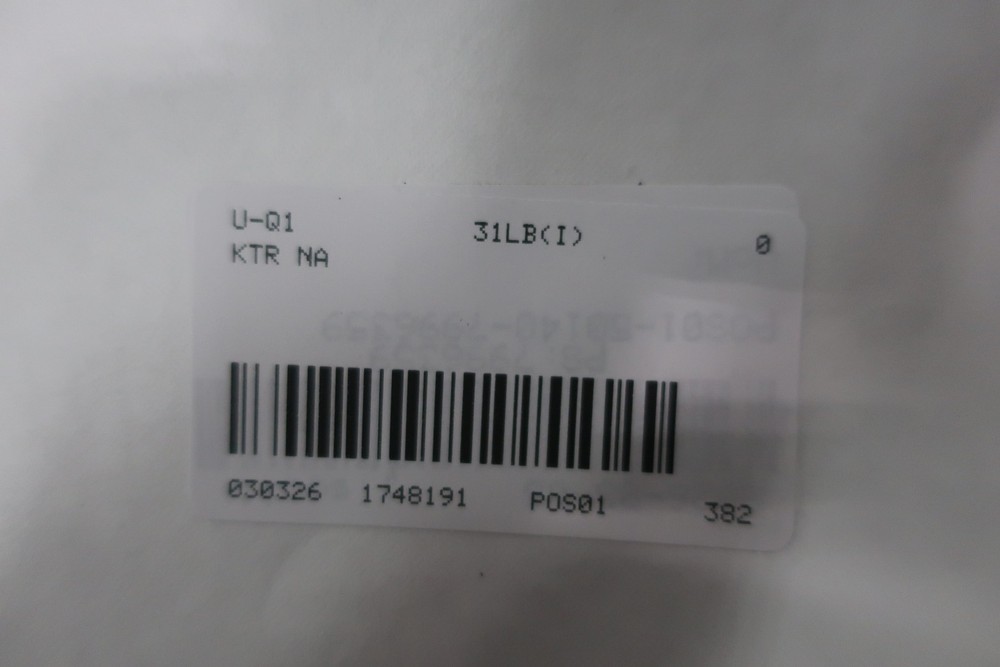 U-Q1 31LB(I) 0
KTR NA
030326 1748191 POS01 382